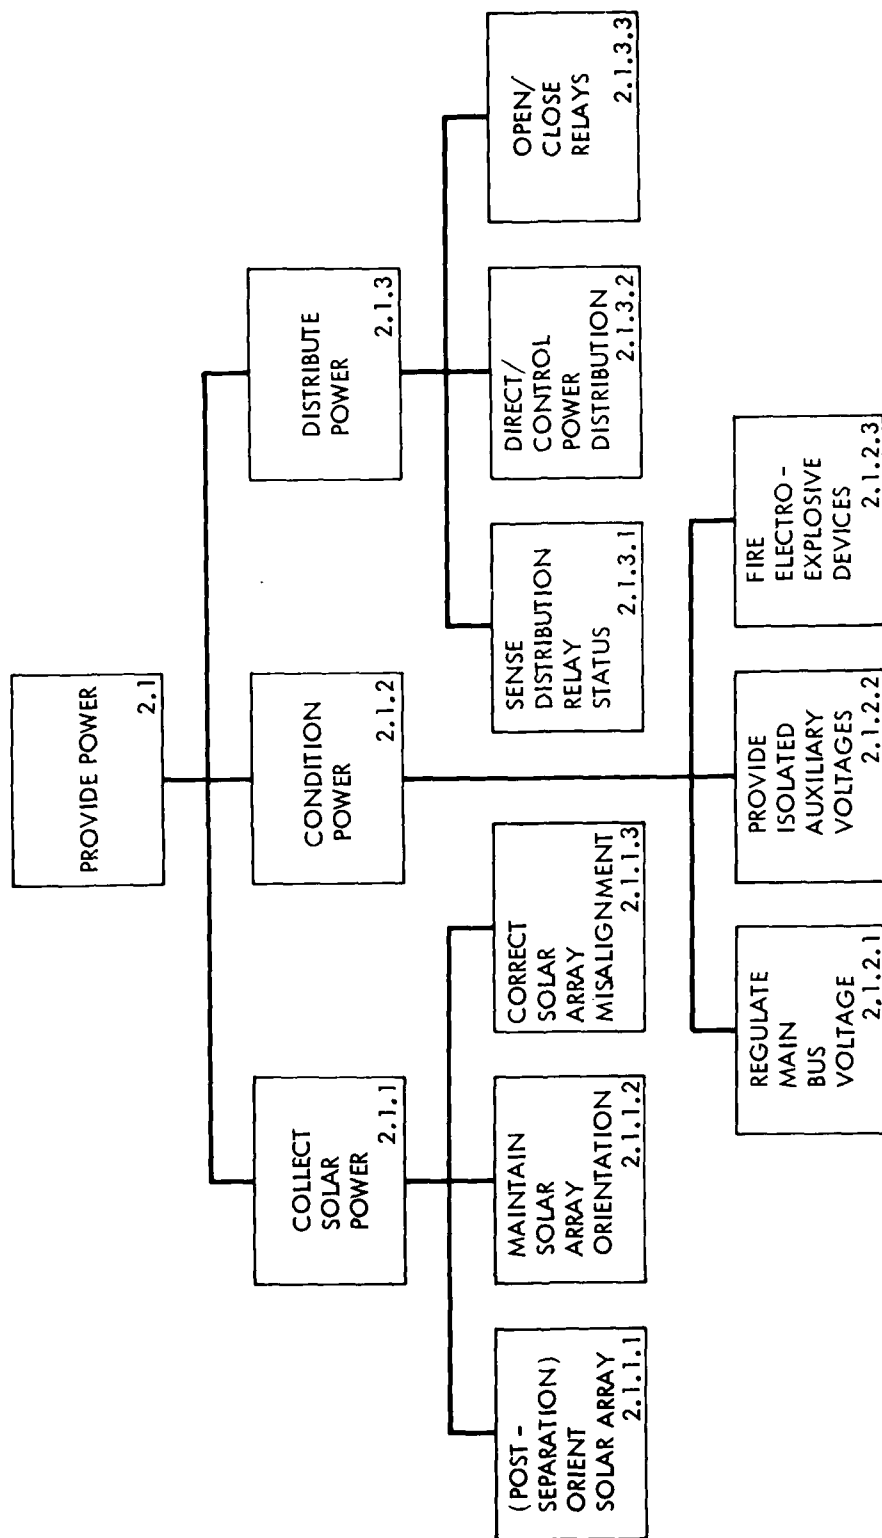 PROVIDE POWER
2.1
COLLECT
SOLAR
POWER
2.1.1
CONDITION
POWER
2.1.2
DISTRIBUTE
POWER
2.1.3
(POST-
SEPARATION)
ORIENT
SOLAR ARRAY
2.1.1.1
MAINTAIN
SOLAR
ARRAY
ORIENTATION
2.1.1.2
CORRECT
SOLAR
ARRAY
MISALIGNMENT
2.1.1.3
SENSE
DISTRIBUTION
RELAY
STATUS
2.1.3.1
DIRECT/
CONTROL
POWER
DISTRIBUTION
2.1.3.2
OPEN/
CLOSE
RELAYS
2.1.3.3
REGULATE
MAIN
BUS
VOLTAGE
2.1.2.1
PROVIDE
ISOLATED
AUXILIARY
VOLTAGES
2.1.2.2
FIRE
ELECTRO-
EXPLOSIVE
DEVICES
2.1.2.3